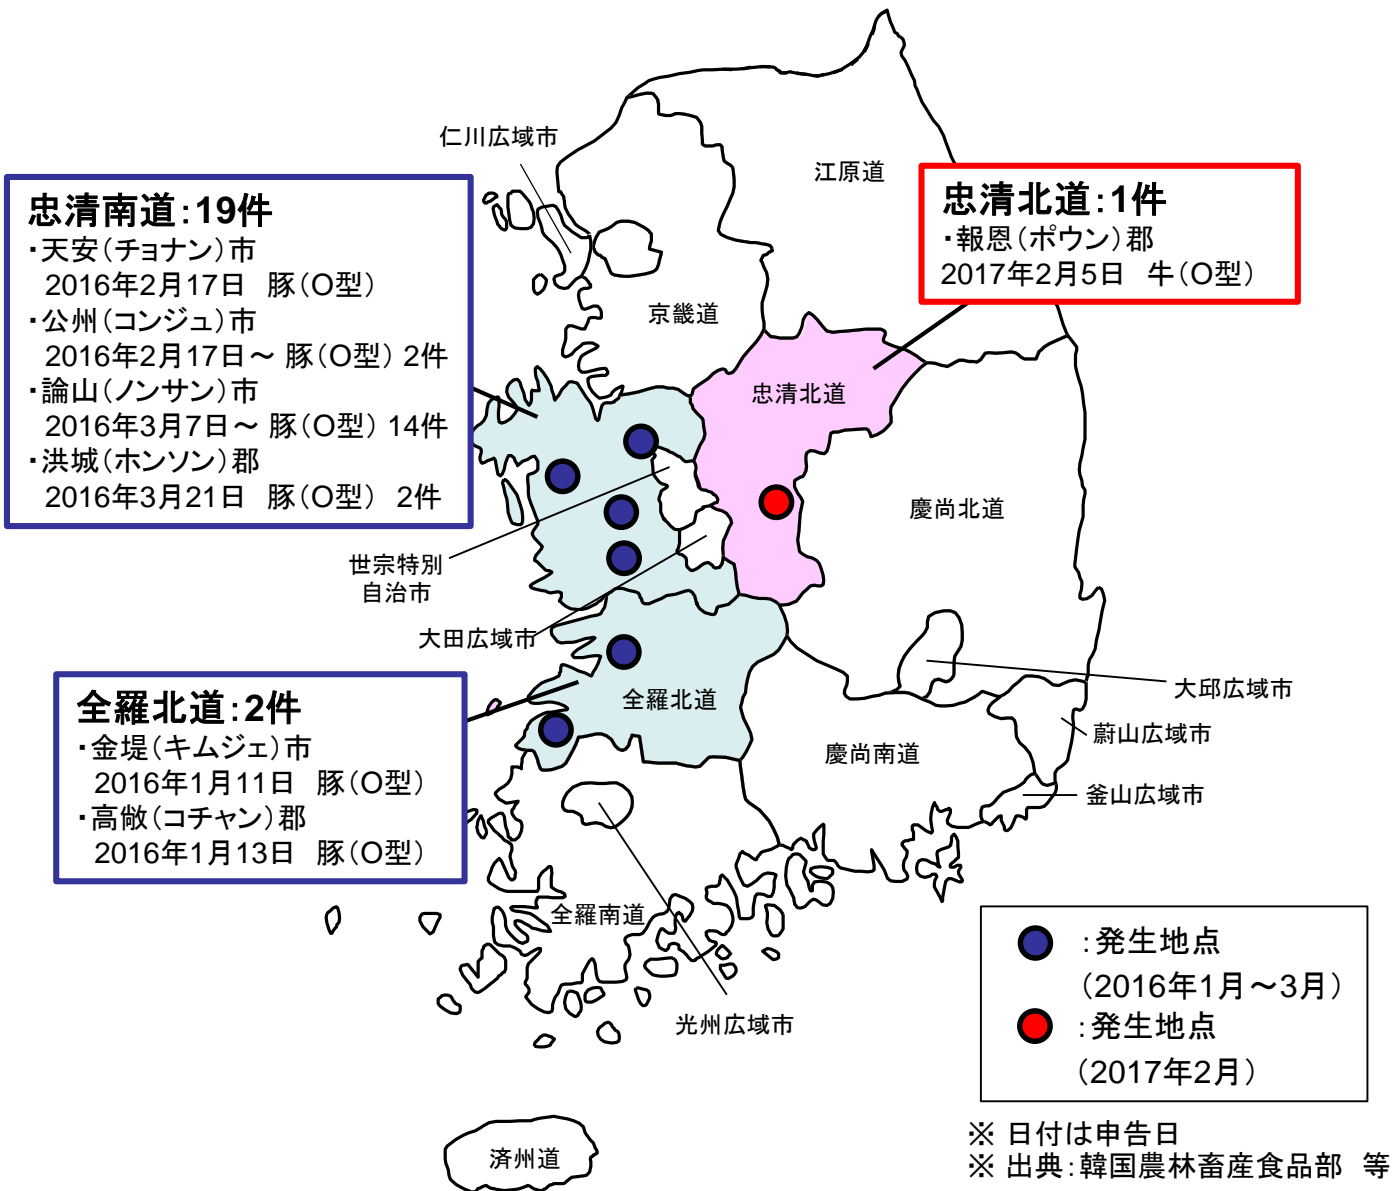 仁川広域市
江原道
忠清南道：19件
・天安（チョナン）市
2016年2月17日　豚（O型）
・公州（コンジュ）市
2016年2月17日～ 豚（O型） 2件
・論山（ノンサン）市
2016年3月7日～ 豚（O型） 14件
・洪城（ホンソン）郡
2016年3月21日　豚（O型）　2件
忠清北道：1件
・報恩（ポウン）郡
2017年2月5日　牛（O型）
京畿道
忠清北道
慶尚北道
世宗特別
自治市
大田広域市
全羅北道：2件
・金堤（キムジェ）市
2016年1月11日　豚（O型）
・高敞（コチャン）郡
2016年1月13日　豚（O型）
全羅北道
大邱広域市
蔚山広域市
慶尚南道
釜山広域市
全羅南道
光州広域市
：発生地点
（2016年1月～3月）
：発生地点
（2017年2月）
済州道
※ 日付は申告日
※ 出典：韓国農林畜産食品部　等